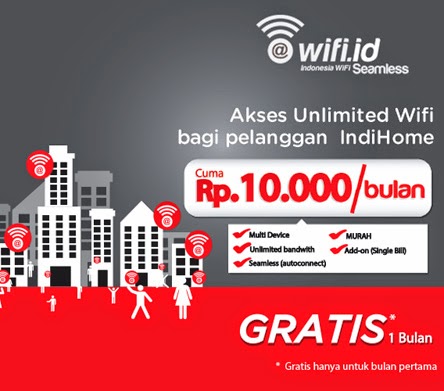 @wifi.id
Indonesia WiFi Seamless
Akses Unlimited Wifi
bagi pelanggan IndiHome
Cuma
Rp.10.000/bulan
Multi Device
Unlimited bandwith
Seamless (autoconnect)
MURAH
Add-on (Single Bill)
GRATIS* 1 Bulan
* Gratis hanya untuk bulan pertama